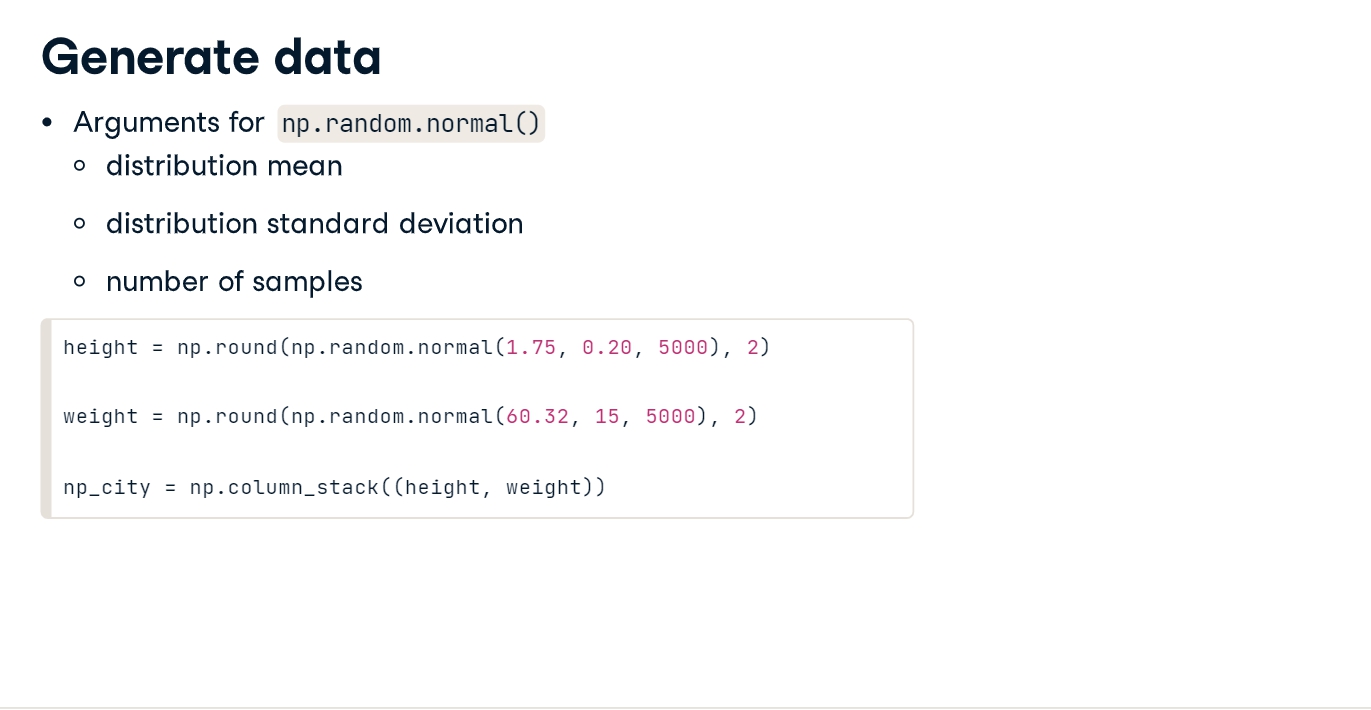 Generate data
• Arguments for np.random.normal()
○ distribution mean
○ distribution standard deviation
○ number of samples
height = np.round(np.random.normal(1.75, 0.20, 5000), 2)
weight = np.round(np.random.normal(60.32, 15, 5000), 2)
np_city = np.column_stack((height, weight))